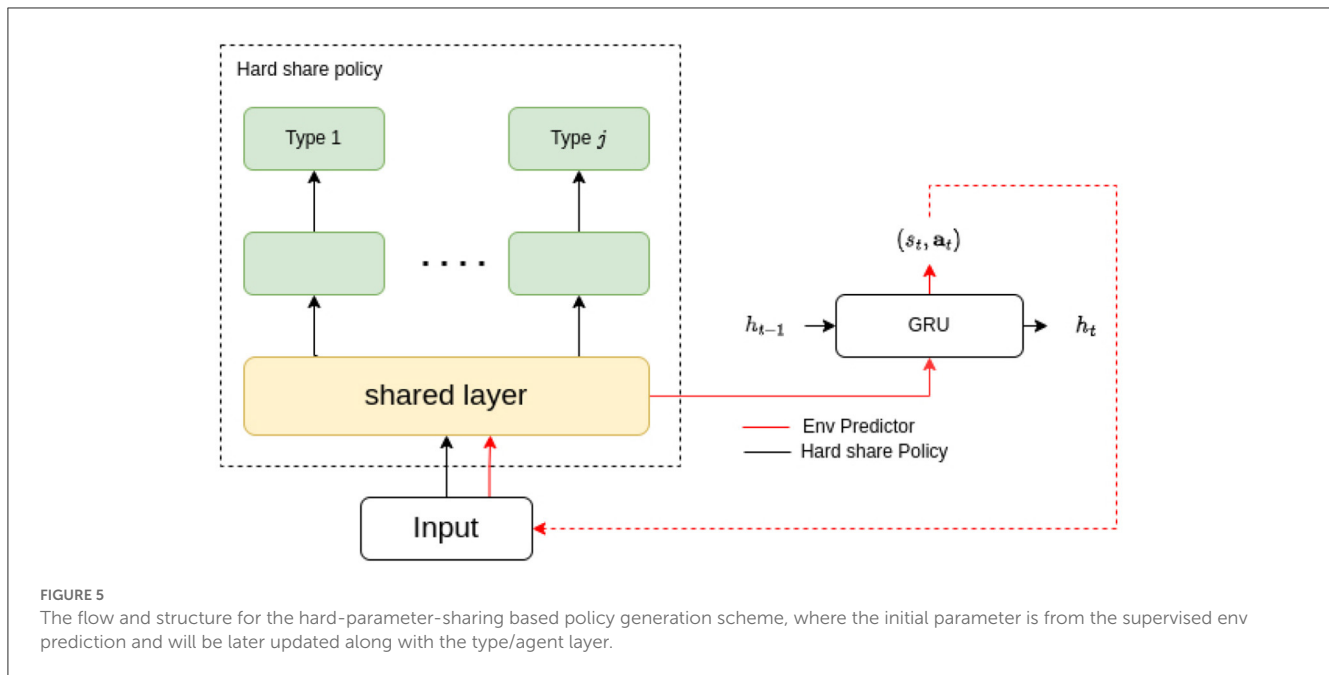 Hard share policy
Type 1
Type j
. . . .
(s_t, a_t)
h_{t-1}
GRU
h_t
shared layer
Env Predictor
Hard share Policy
Input
FIGURE 5
The flow and structure for the hard-parameter-sharing based policy generation scheme, where the initial parameter is from the supervised env
prediction and will be later updated along with the type/agent layer.